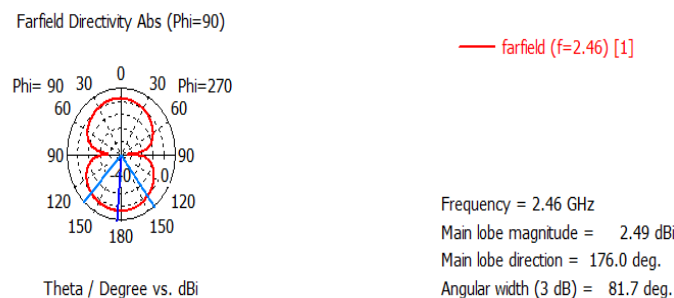 Farfield Directivity Abs (Phi=90)
farfield (f=2.46) [1]
0
Phi= 90 30 30 Phi=270
60 60
90 90
-40 .0
120 120
150 150
180
Theta / Degree vs. dBi
Frequency = 2.46 GHz
Main lobe magnitude = 2.49 dBi
Main lobe direction = 176.0 deg.
Angular width (3 dB) = 81.7 deg.